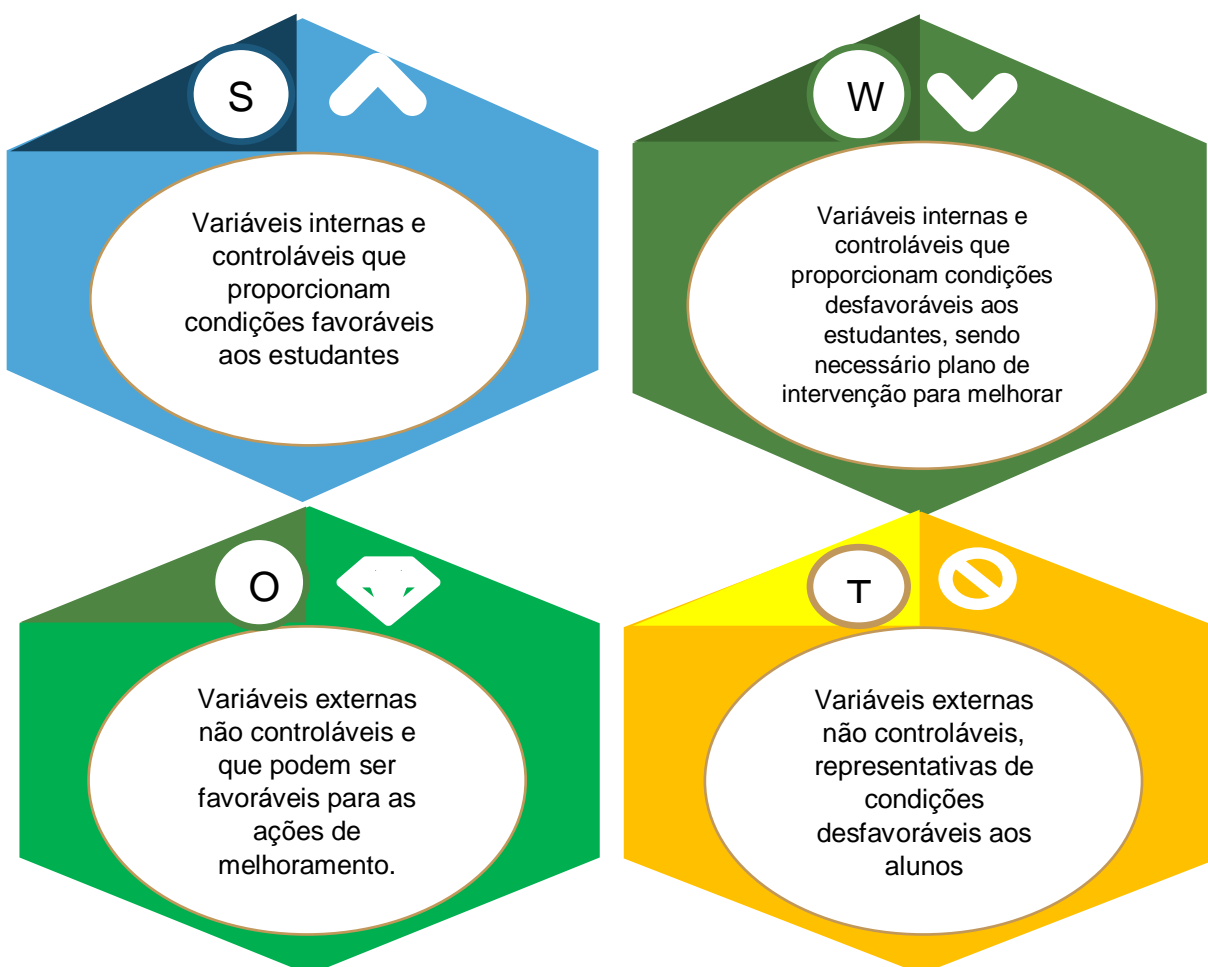 S
Variáveis internas e
controláveis que
proporcionam
condições favoráveis
aos estudantes
W
Variáveis internas e
controláveis que
proporcionam condições
desfavoráveis aos
estudantes, sendo
necessário plano de
intervenção para melhorar
O
Variáveis externas
não controláveis e
que podem ser
favoráveis para as
ações de
melhoramento.
T
Variáveis externas
não controláveis,
representativas de
condições
desfavoráveis aos
alunos